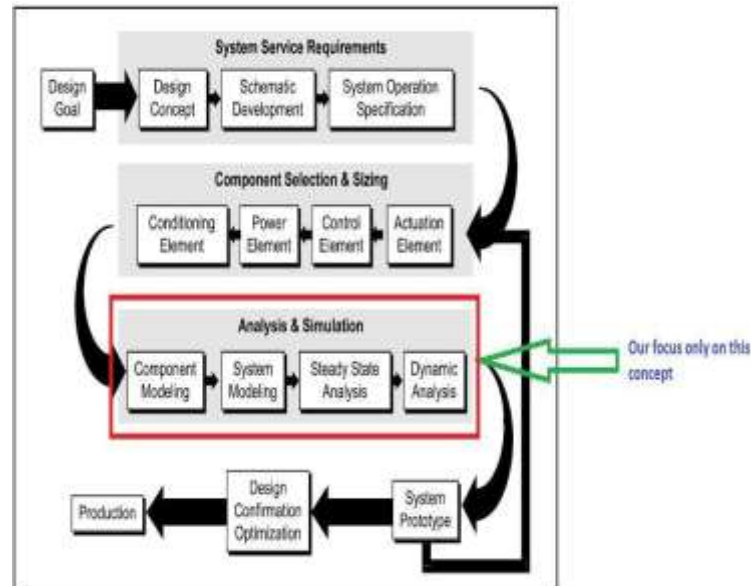 System Service Requirements
Design
Goal
Design
Concept
Schematic
Development
System Operation
Specification
Component Selection & Sizing
Conditioning
Element
Power
Element
Control
Element
Actuation
Element
Analysis & Simulation
Component
Modeling
System
Modeling
Steady State
Analysis
Dynamic
Analysis
Our focus only on this
concept
Production
Design
Confirmation
Optimization
System
Prototype